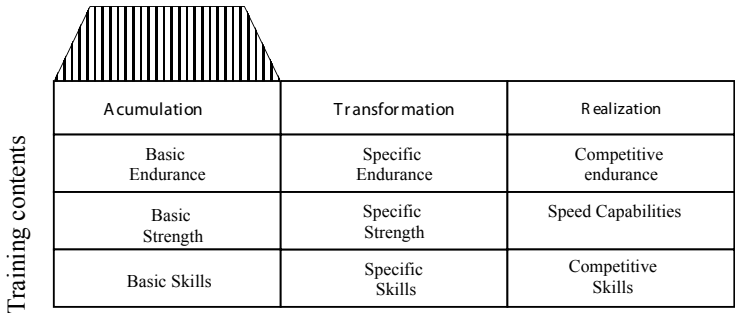 Acumulation
Transformation
Realization
Training contents
Basic
Endurance
Specific
Endurance
Competitive
endurance
Basic
Strength
Specific
Strength
Speed Capabilities
Basic Skills
Specific
Skills
Competitive
Skills